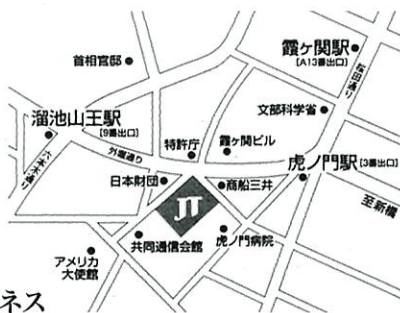 霞ヶ関駅
[A13番出口]
首相官邸
桜田通り
文部科学省
溜池山王駅
[9番出口]
外堀通り
特許庁
霞ヶ関ビル
虎ノ門駅[3番出口]
六本木通り
日本財団
商船三井
JT
至新橋
共同通信会館
虎ノ門病院
アメリカ
大使館
ネス